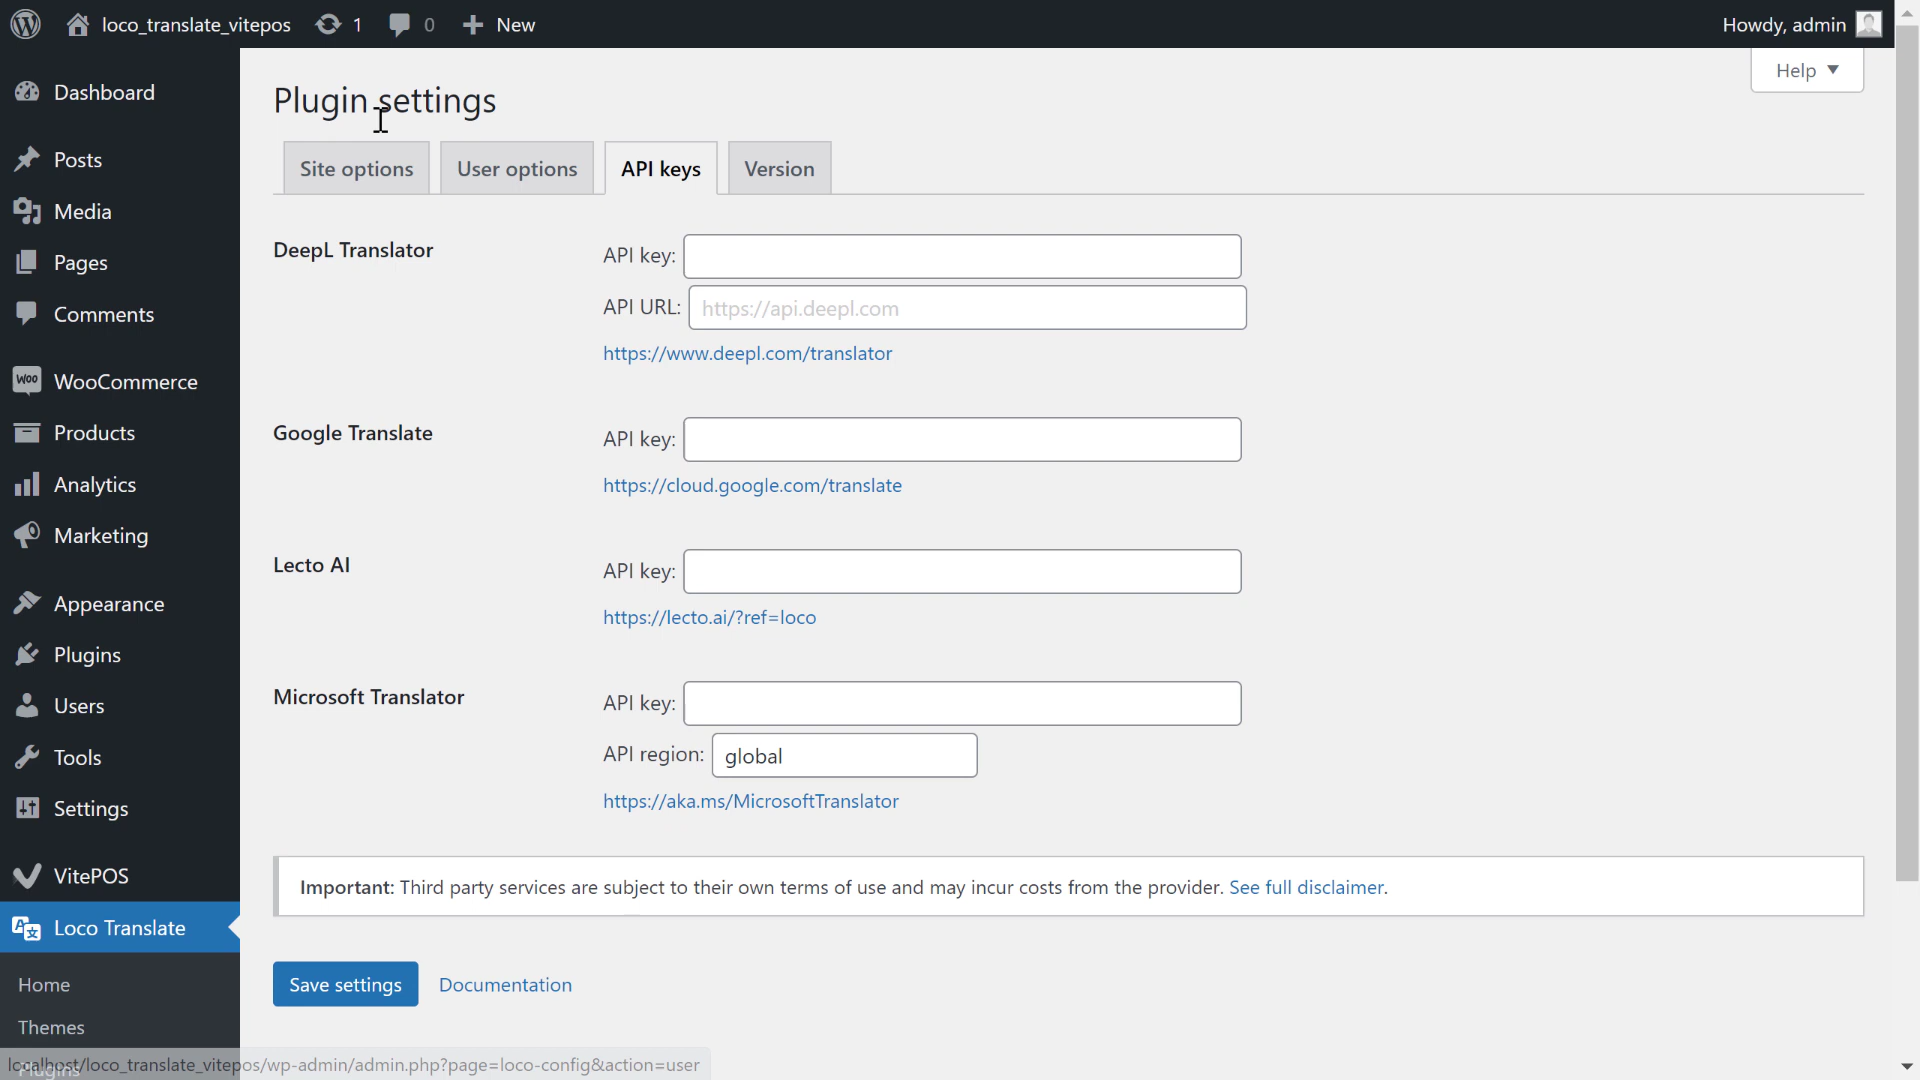 loco_translate_vitepos 1 0 New Howdy, admin
Help
Dashboard
Posts
Media
Pages
Comments
WooCommerce
Products
Analytics
Marketing
Appearance
Plugins
Users
Tools
Settings
VitePOS
Loco Translate
Home
Themes
Plugins
Plugin settings
Site options User options API keys Version
DeepL Translator
API key:
API URL: https://api.deepl.com
https://www.deepl.com/translator
Google Translate
API key:
https://cloud.google.com/translate
Lecto AI
API key:
https://lecto.ai/?ref=loco
Microsoft Translator
API key:
API region: global
https://aka.ms/MicrosoftTranslator
Important: Third party services are subject to their own terms of use and may incur costs from the provider. See full disclaimer.
Save settings Documentation
localhost/loco_translate_vitepos/wp-admin/admin.php?page=loco-config&action=user